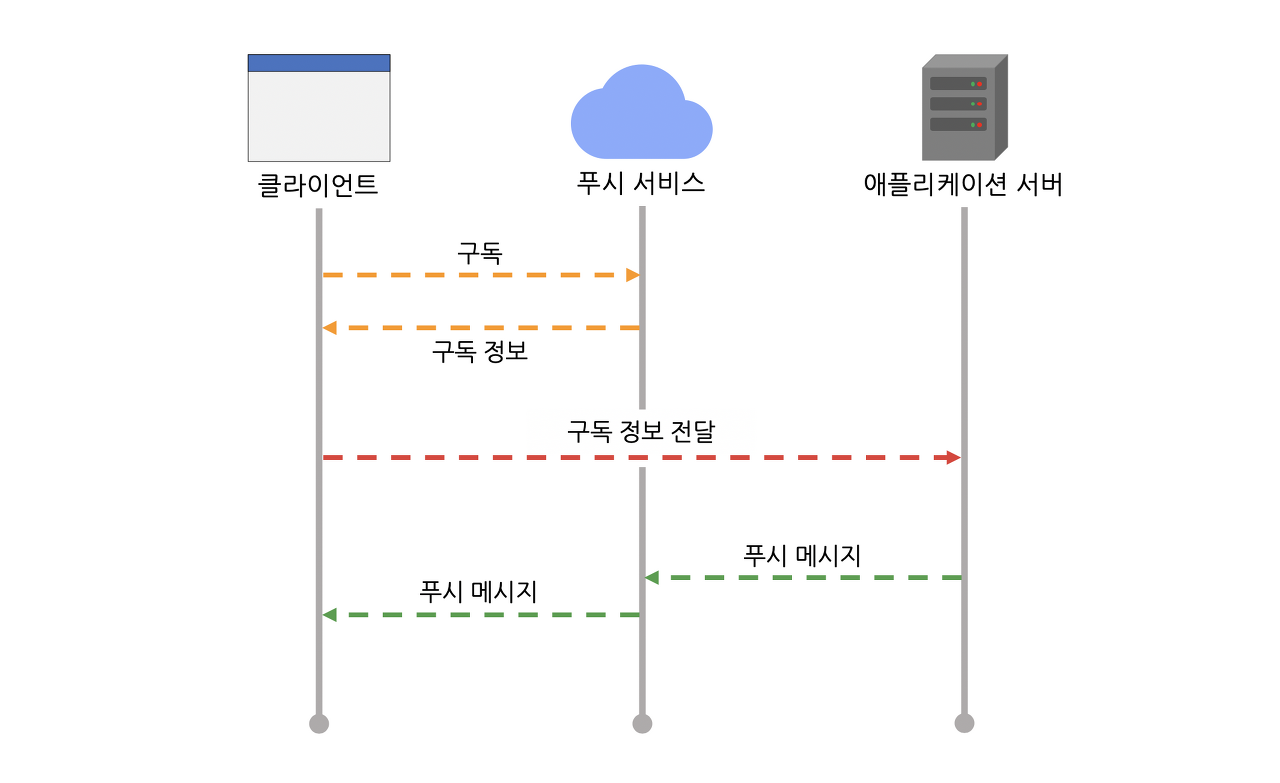 클라이언트
푸시 서비스
애플리케이션 서버
구독
구독 정보
구독 정보 전달
푸시 메시지
푸시 메시지